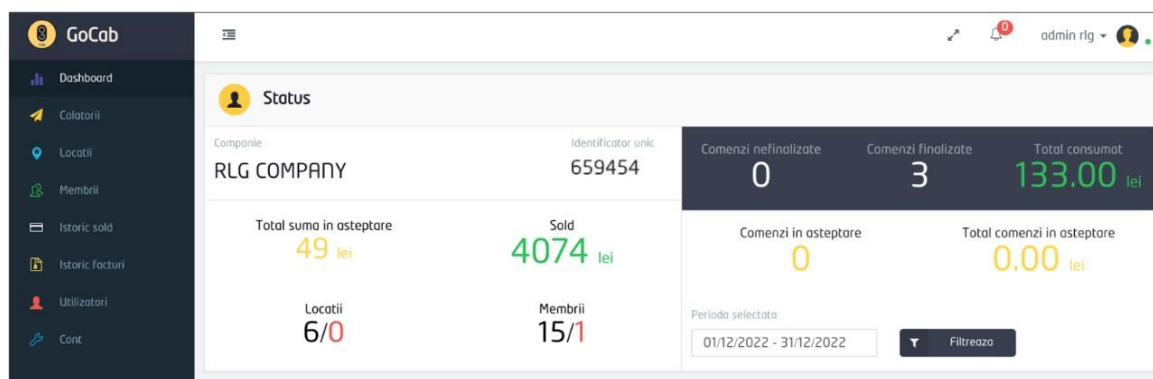 GoCab
0
admin rlg
Dashboard
Calatorii
Locatii
Membrii
Istoric sold
Istoric facturi
Utilizatori
Cont
Status
Companie
RLG COMPANY
Identificator unic
659454
Total suma in asteptare
49 lei
Sold
4074 lei
Locatii
6/0
Membrii
15/1
Comenzi nefinalizate
0
Comenzi finalizate
3
Total consumat
133.00 lei
Comenzi in asteptare
0
Total comenzi in asteptare
0.00 lei
Perioda selectata
01/12/2022 - 31/12/2022
Filtreaza